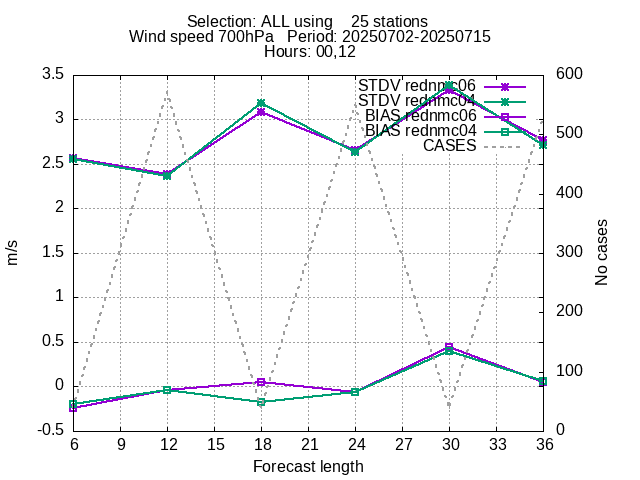 Selection: ALL using    25 stations
Wind speed 700hPa   Period: 20250702-20250715
Hours: 00,12
3.5
3
2.5
2
1.5
1
0.5
0
-0.5
m/s
STDV rednmc06
STDV rednmc04
BIAS rednmc06
BIAS rednmc04
CASES
600
500
400
300
200
100
0
No cases
6 9 12 15 18 21 24 27 30 33 36
Forecast length